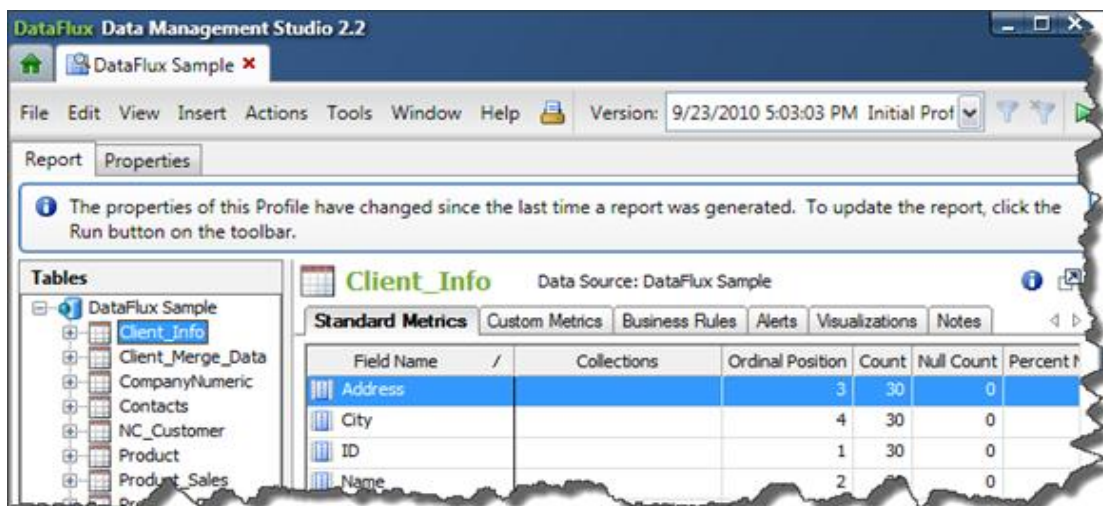 DataFlux Data Management Studio 2.2
DataFlux Sample
File Edit View Insert Actions Tools Window Help Version: 9/23/2010 5:03:03 PM Initial Prof
Report Properties
The properties of this Profile have changed since the last time a report was generated. To update the report, click the
Run button on the toolbar.
Tables
DataFlux Sample
Client_Info
Client_Merge_Data
CompanyNumeric
Contacts
NC_Customer
Product
Product_Sales
Client_Info Data Source: DataFlux Sample
Standard Metrics Custom Metrics Business Rules Alerts Visualizations Notes
Field Name / Collections Ordinal Position Count Null Count Percent
Address 3 30 0
City 4 30 0
ID 1 30 0
Name 2 0